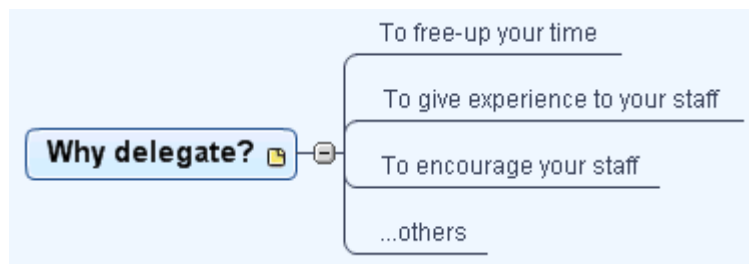 To free-up your time
To give experience to your staff
Why delegate?
To encourage your staff
...others